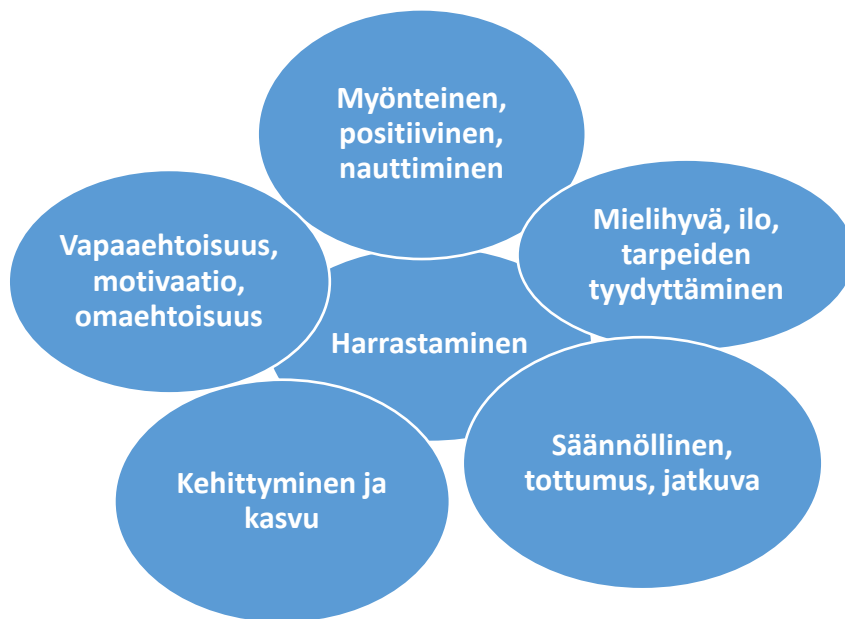 Myönteinen,
positiivinen,
nauttiminen
Mielihyvä, ilo,
tarpeiden
tyydyttäminen
Vapaaehtoisuus,
motivaatio,
omaehtoisuus
Harrastaminen
Säännöllinen,
tottumus, jatkuva
Kehittyminen ja
kasvu